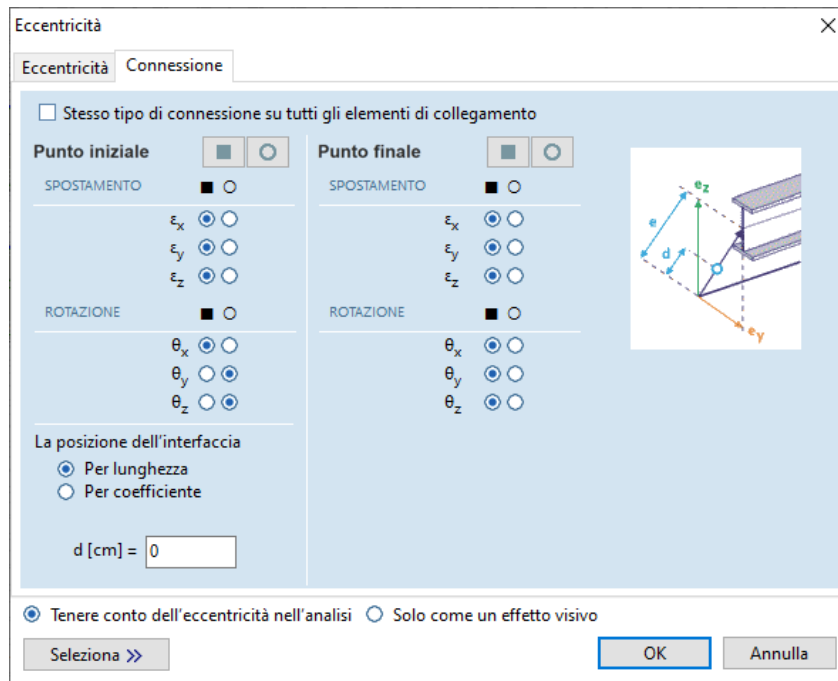 Eccentricità
Eccentricità Connessione
Stesso tipo di connessione su tutti gli elementi di collegamento
Punto iniziale Punto finale
SPOSTAMENTO SPOSTAMENTO
εx εx
εy εy
εz εz
ROTAZIONE ROTAZIONE
θx θx
θy θy
θz θz
e
ez
d
ey
La posizione dell'interfaccia
Per lunghezza
Per coefficiente
d [cm] = 0
Tenere conto dell'eccentricità nell'analisi Solo come un effetto visivo
Seleziona >> OK Annulla